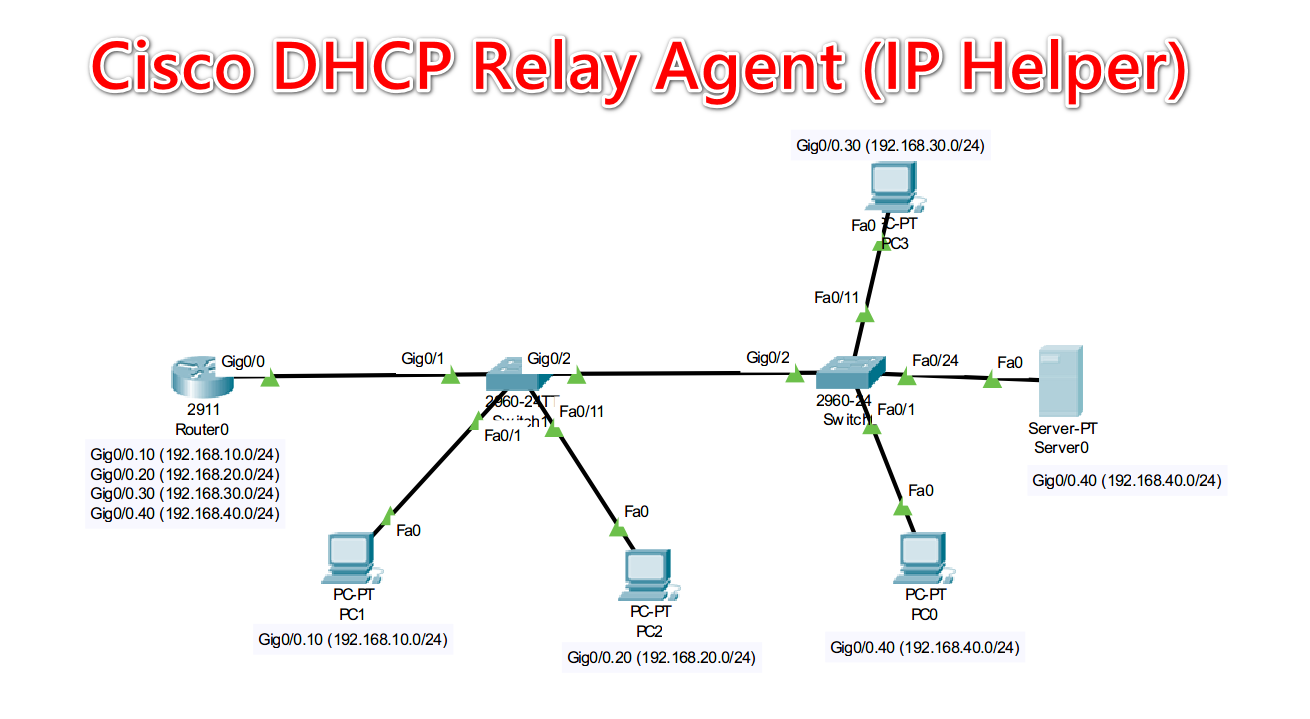 Cisco DHCP Relay Agent (IP Helper)
Gig0/0.30 (192.168.30.0/24)
Fa0
C-PT
PC3
Fa0/11
Gig0/0
Gig0/1
Gig0/2
Gig0/2
Fa0/24
Fa0
2911
Router0
2960-24TT
Switch1
Fa0/11
Fa0/1
2960-24
Switch
Fa0/1
Server-PT
Server0
Gig0/0.40 (192.168.40.0/24)
Gig0/0.10 (192.168.10.0/24)
Gig0/0.20 (192.168.20.0/24)
Gig0/0.30 (192.168.30.0/24)
Gig0/0.40 (192.168.40.0/24)
Fa0
PC-PT
PC1
Gig0/0.10 (192.168.10.0/24)
Fa0
PC-PT
PC2
Gig0/0.20 (192.168.20.0/24)
Fa0
PC-PT
PC0
Gig0/0.40 (192.168.40.0/24)